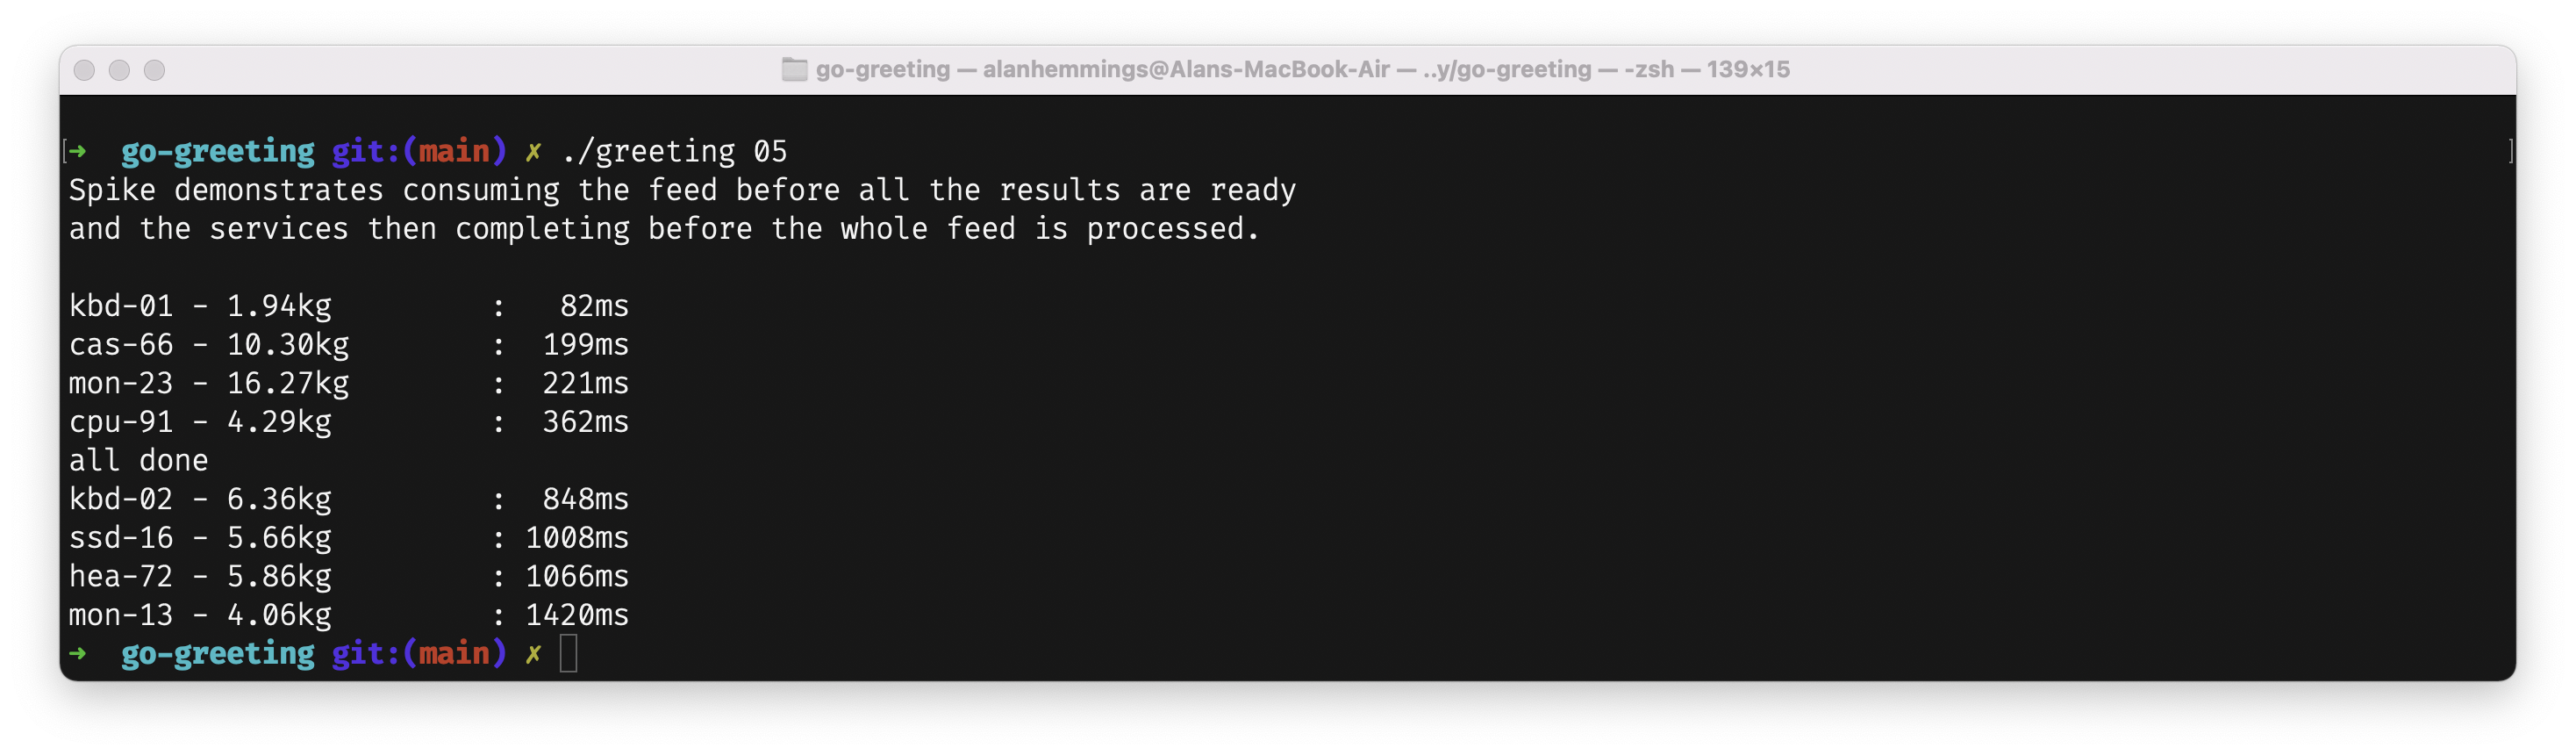 go-greeting — alanhemmings@Alans-MacBook-Air — ..y/go-greeting — -zsh — 139×15
[➜  go-greeting git:(main) ✗ ./greeting 05 ]
Spike demonstrates consuming the feed before all the results are ready
and the services then completing before the whole feed is processed.

kbd-01 - 1.94kg         :   82ms
cas-66 - 10.30kg        :  199ms
mon-23 - 16.27kg        :  221ms
cpu-91 - 4.29kg         :  362ms
all done
kbd-02 - 6.36kg         :  848ms
ssd-16 - 5.66kg         : 1008ms
hea-72 - 5.86kg         : 1066ms
mon-13 - 4.06kg         : 1420ms
➜  go-greeting git:(main) ✗